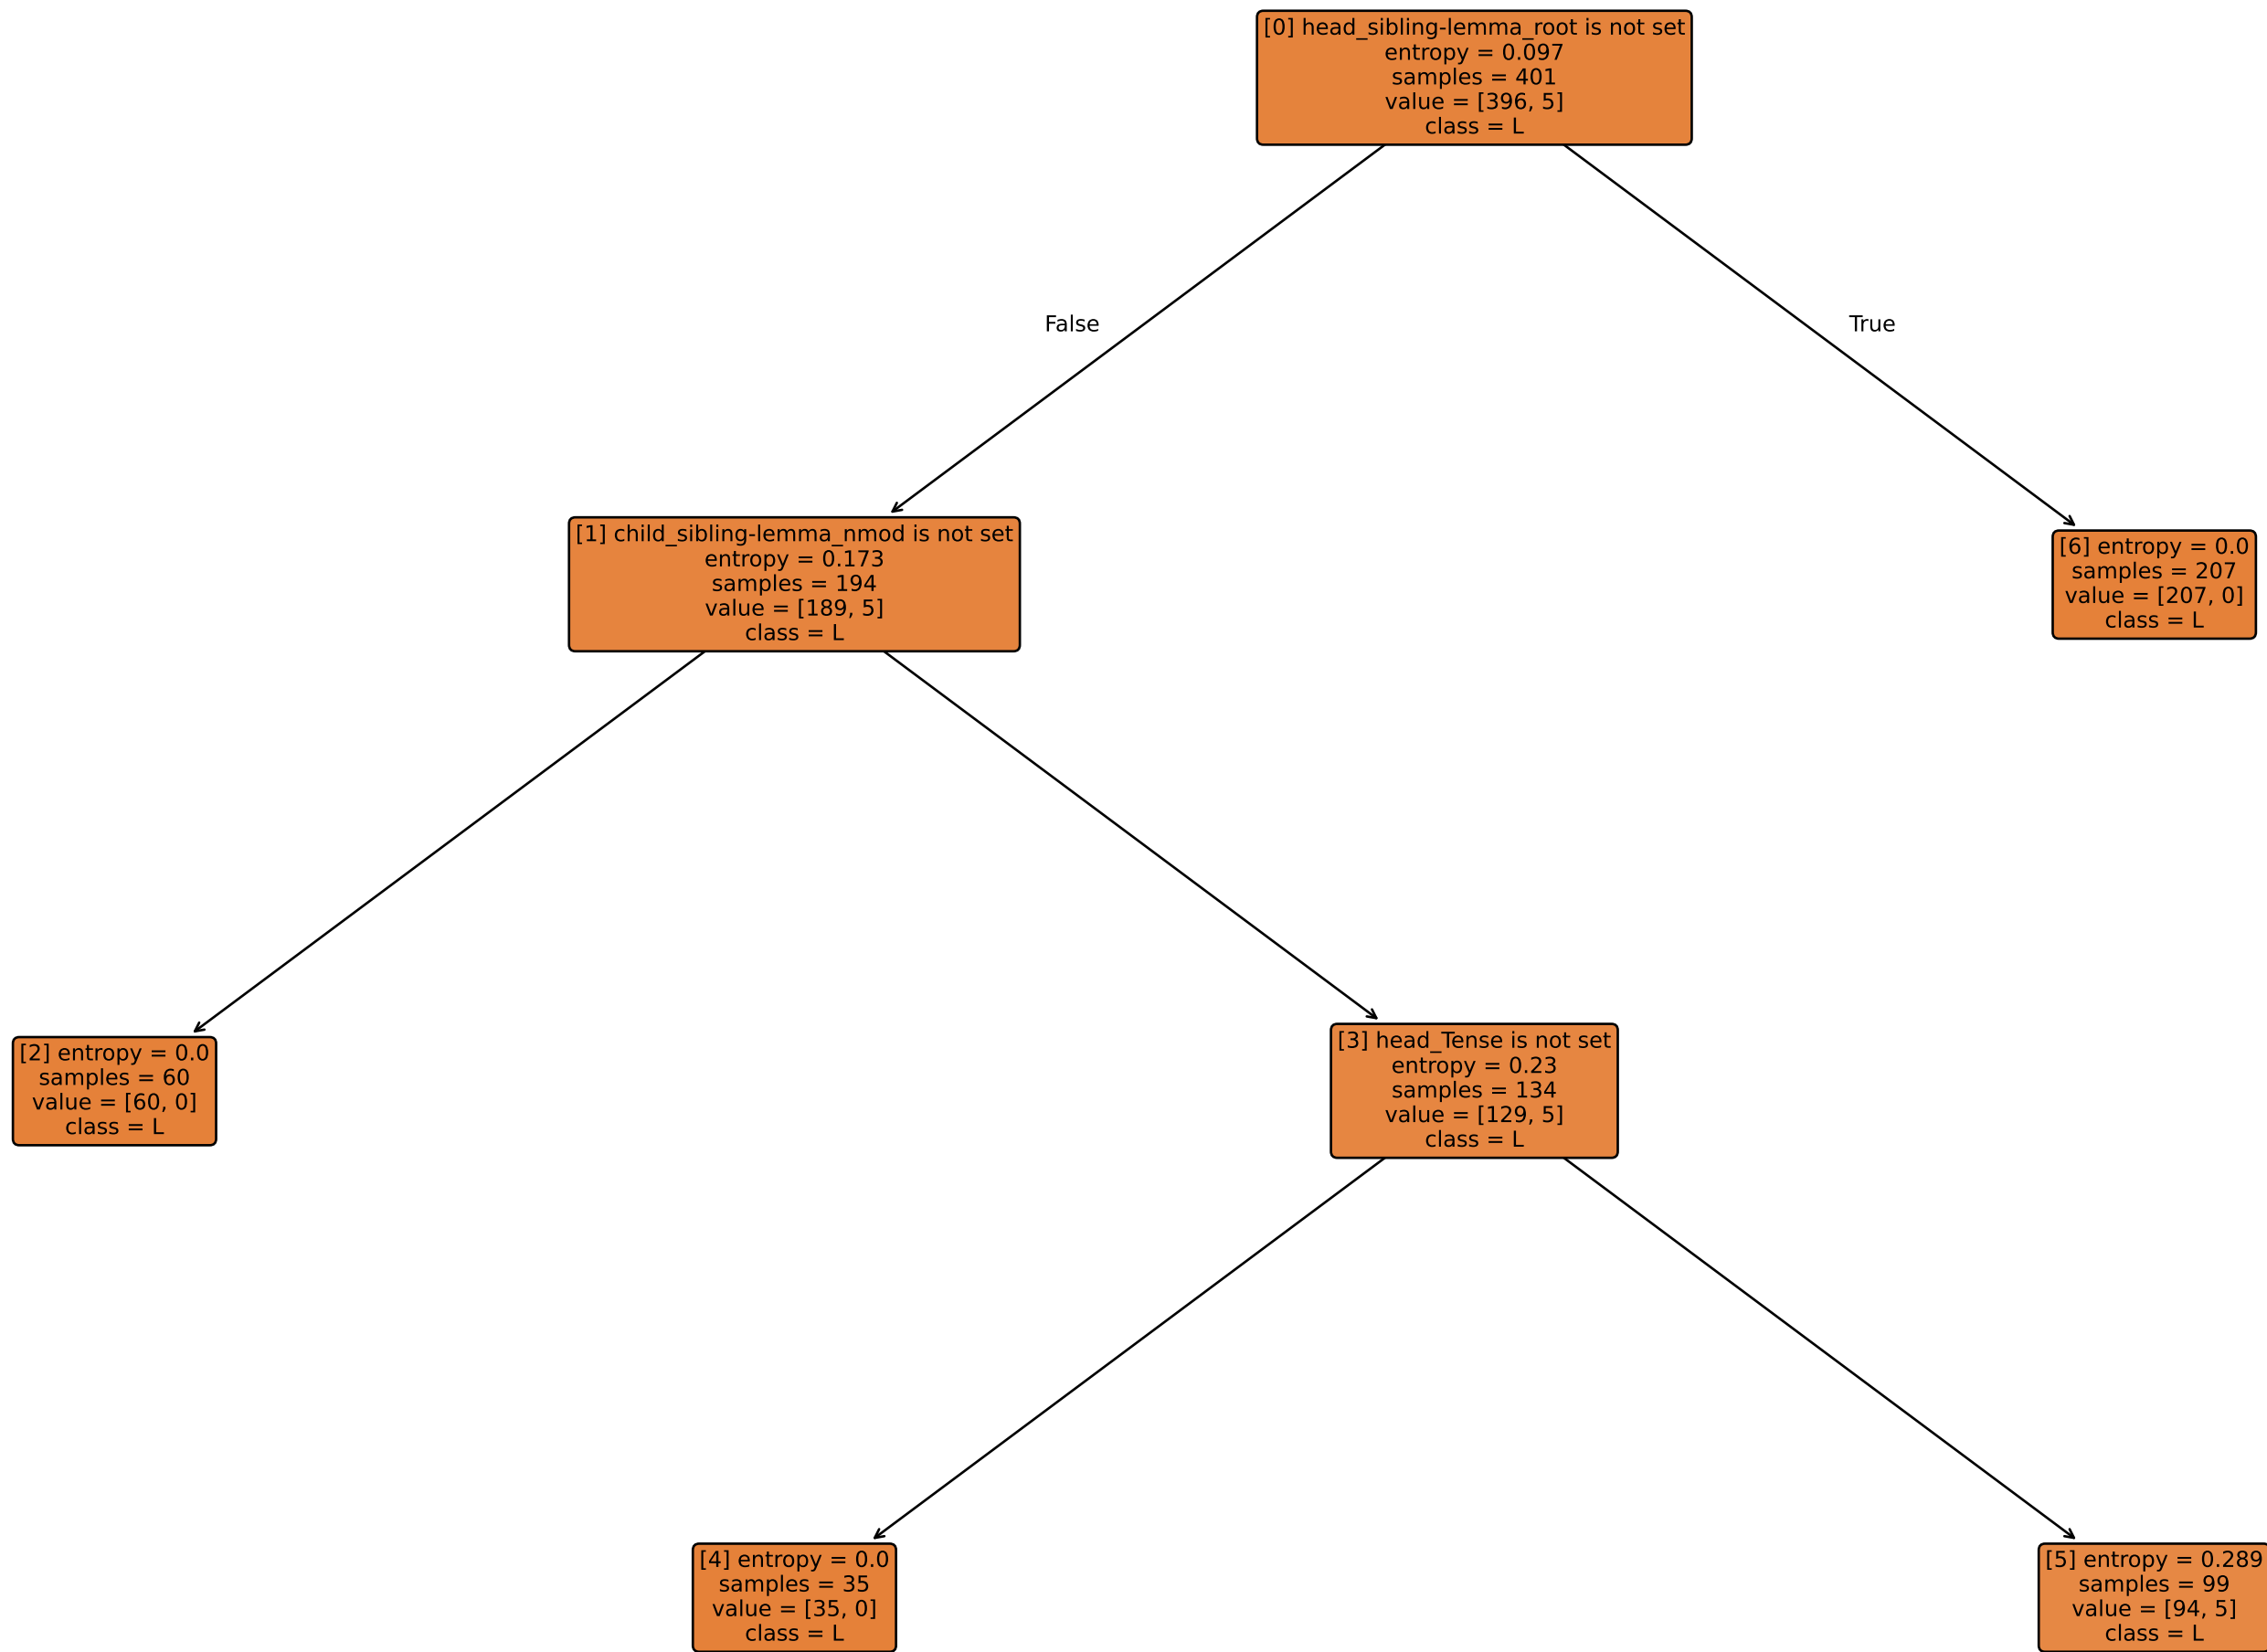 [0] head_sibling-lemma_root is not set
entropy = 0.097
samples = 401
value = [396, 5]
class = L
False
True
[1] child_sibling-lemma_nmod is not set
entropy = 0.173
samples = 194
value = [189, 5]
class = L
[6] entropy = 0.0
samples = 207
value = [207, 0]
class = L
[2] entropy = 0.0
samples = 60
value = [60, 0]
class = L
[3] head_Tense is not set
entropy = 0.23
samples = 134
value = [129, 5]
class = L
[4] entropy = 0.0
samples = 35
value = [35, 0]
class = L
[5] entropy = 0.289
samples = 99
value = [94, 5]
class = L